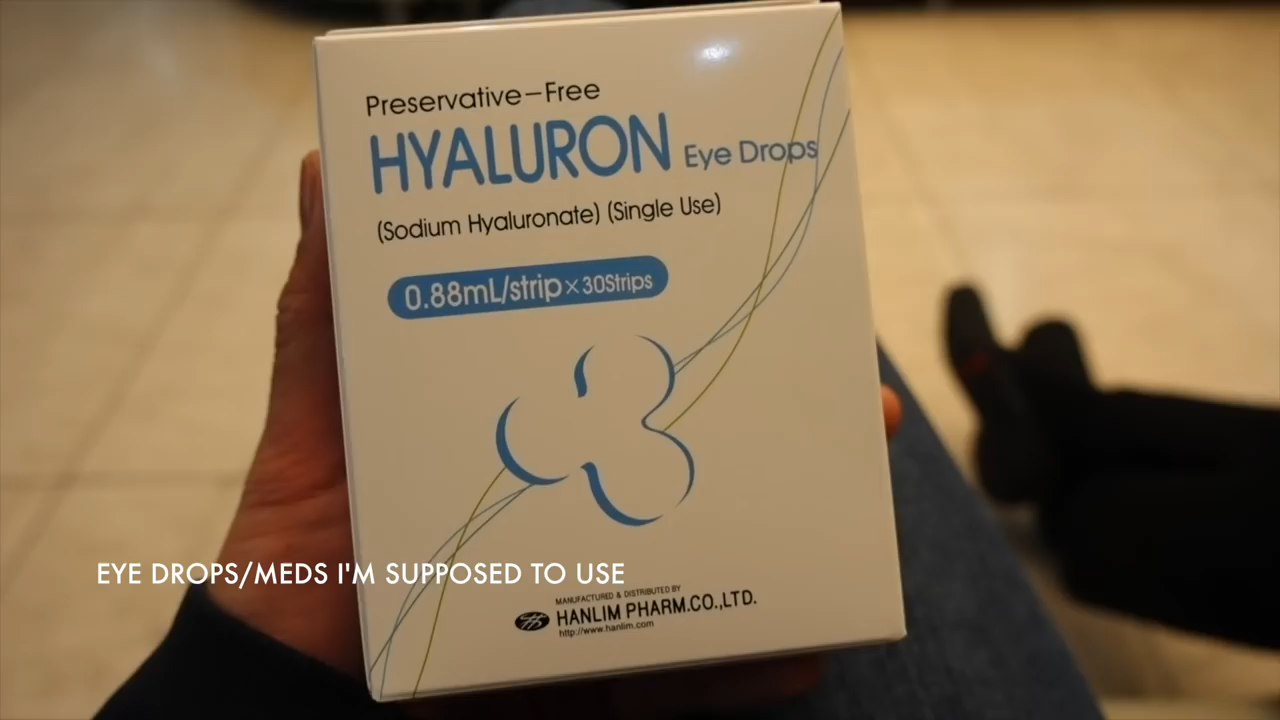 Preservative-Free
HYALURON Eye Drops
(Sodium Hyaluronate) (Single Use)
0.88mL/strip×30Strips
EYE DROPS/MEDS I'M SUPPOSED TO USE
MANUFACTURED & DISTRIBUTED BY
HANLIM PHARM.CO.,LTD.
http://www.hanlim.com